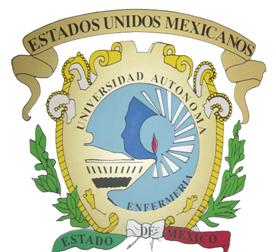 ESTADOS UNIDOS MEXICANOS
UNIVERSIDAD AUTONOMA
ENFERMERIA
ESTADO DE MEXICO